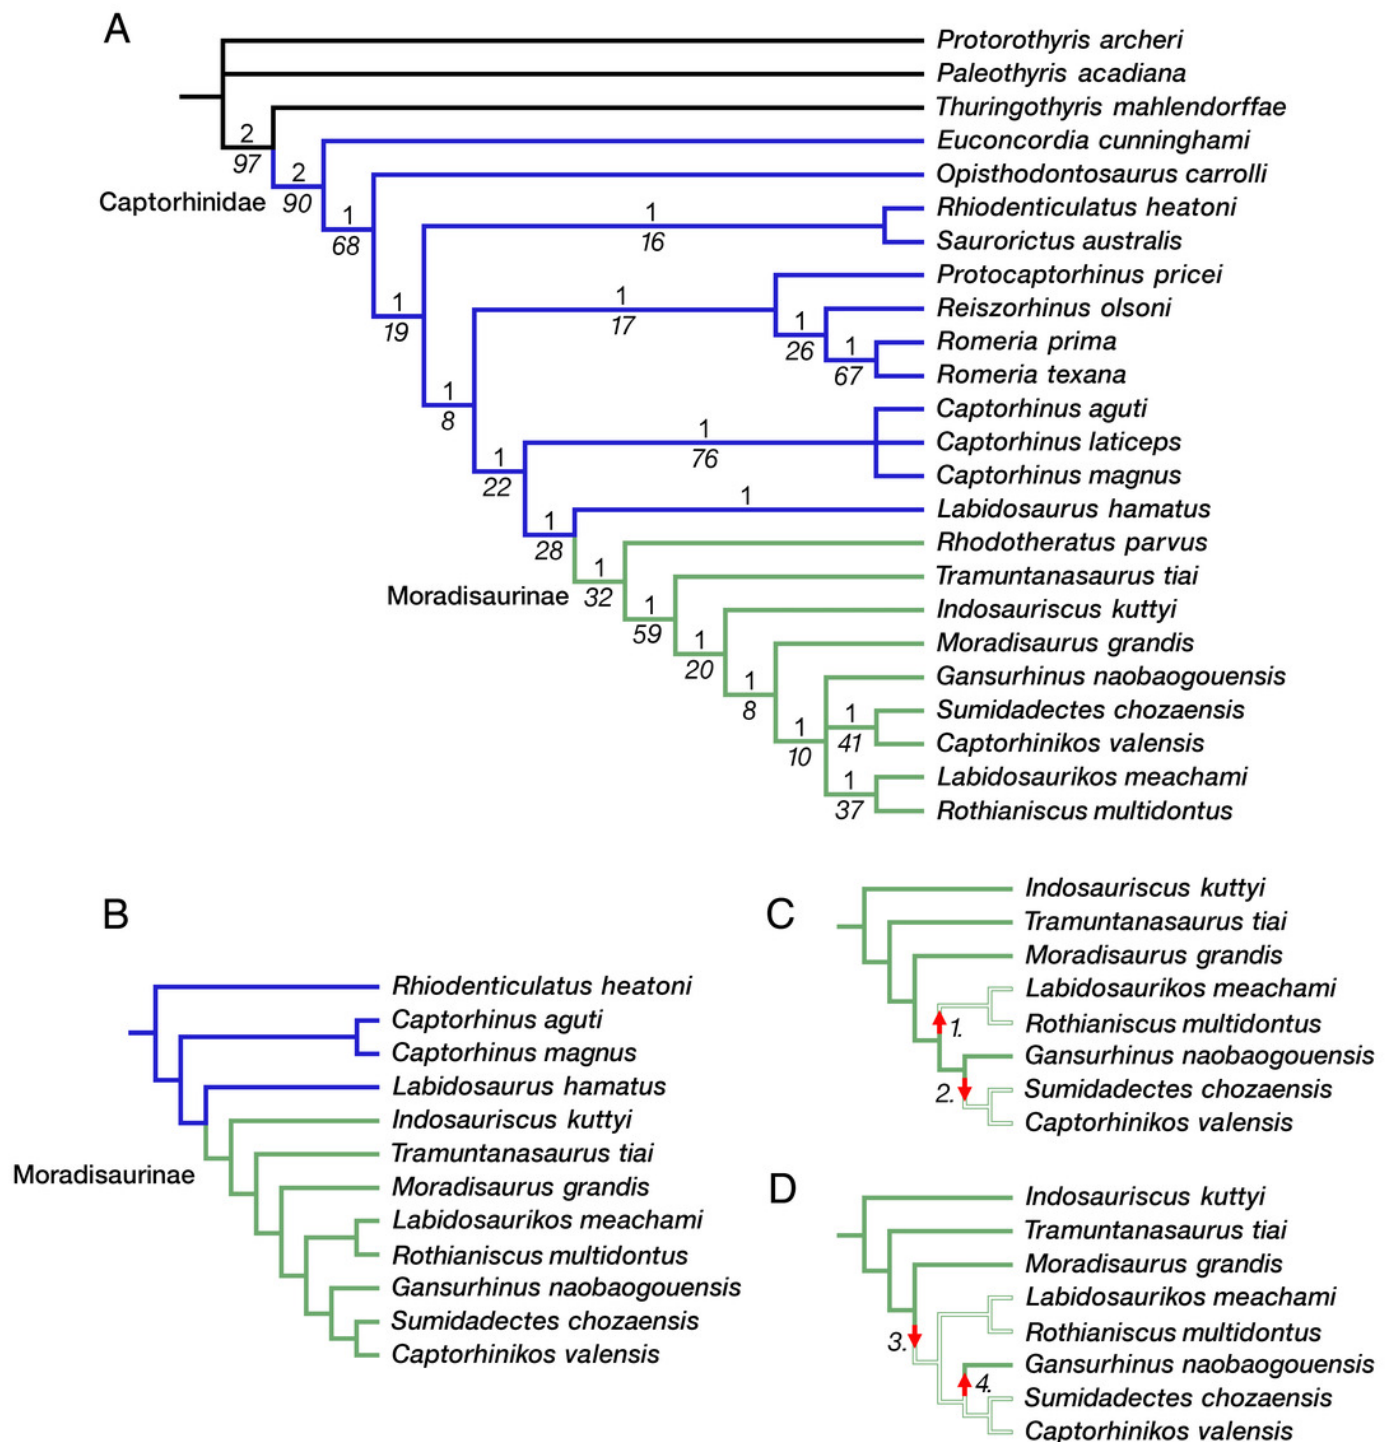 A
Protorothyris archeri
Paleothyris acadiana
Thuringothyris mahlendorffae
2
97
Euconcordia cunninghami
Captorhinidae
2
90
Opisthodontosaurus carrolli
1
68
Rhiodenticulatus heatoni
1
16
Saurorictus australis
Protocaptorhinus pricei
1
19
1
17
Reiszorhinus olsoni
1
26
Romeria prima
1
67
Romeria texana
1
8
Captorhinus aguti
1
76
Captorhinus laticeps
1
22
Captorhinus magnus
1
Labidosaurus hamatus
1
28
Rhodotheratus parvus
Moradisaurinae
1
32
Tramuntanasaurus tiai
1
59
Indosauriscus kuttyi
1
20
Moradisaurus grandis
1
8
Gansurhinus naobaogouensis
1
10
Sumidadectes chozaensis
1
41
Captorhinikos valensis
Labidosaurikos meachami
1
37
Rothianiscus multidontus
B
Rhiodenticulatus heatoni
Captorhinus aguti
Captorhinus magnus
Labidosaurus hamatus
Indosauriscus kuttyi
Moradisaurinae
Tramuntanasaurus tiai
Moradisaurus grandis
Labidosaurikos meachami
Rothianiscus multidontus
Gansurhinus naobaogouensis
Sumidadectes chozaensis
Captorhinikos valensis
C
Indosauriscus kuttyi
Tramuntanasaurus tiai
Moradisaurus grandis
Labidosaurikos meachami
1.
Rothianiscus multidontus
Gansurhinus naobaogouensis
2.
Sumidadectes chozaensis
Captorhinikos valensis
D
Indosauriscus kuttyi
Tramuntanasaurus tiai
Moradisaurus grandis
Labidosaurikos meachami
3.
Rothianiscus multidontus
Gansurhinus naobaogouensis
4.
Sumidadectes chozaensis
Captorhinikos valensis